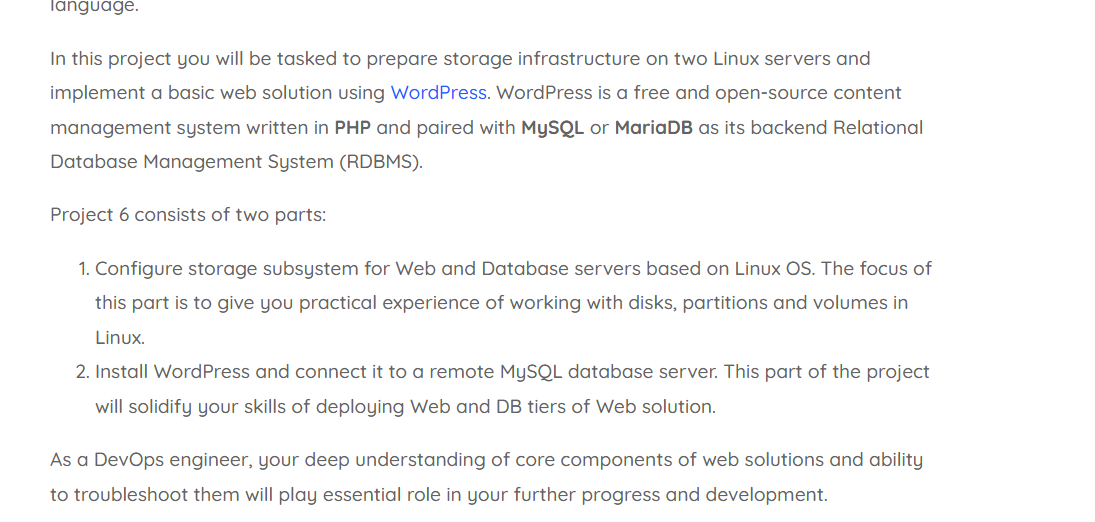 language.
In this project you will be tasked to prepare storage infrastructure on two Linux servers and
implement a basic web solution using WordPress. WordPress is a free and open-source content
management system written in PHP and paired with MySQL or MariaDB as its backend Relational
Database Management System (RDBMS).
Project 6 consists of two parts:
1. Configure storage subsystem for Web and Database servers based on Linux OS. The focus of
this part is to give you practical experience of working with disks, partitions and volumes in
Linux.
2. Install WordPress and connect it to a remote MySQL database server. This part of the project
will solidify your skills of deploying Web and DB tiers of Web solution.
As a DevOps engineer, your deep understanding of core components of web solutions and ability
to troubleshoot them will play essential role in your further progress and development.